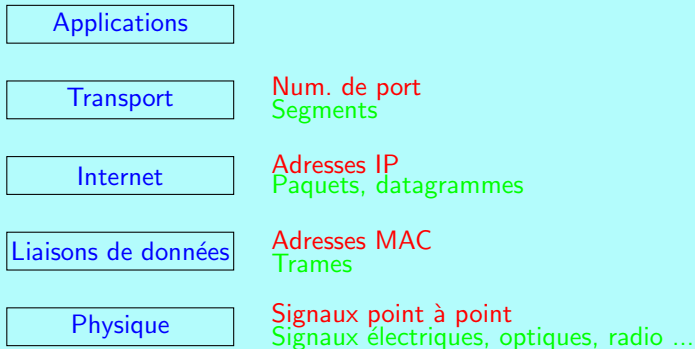 Applications
Transport
Num. de port
Segments
Internet
Adresses IP
Paquets, datagrammes
Liaisons de données
Adresses MAC
Trames
Physique
Signaux point à point
Signaux électriques, optiques, radio ...